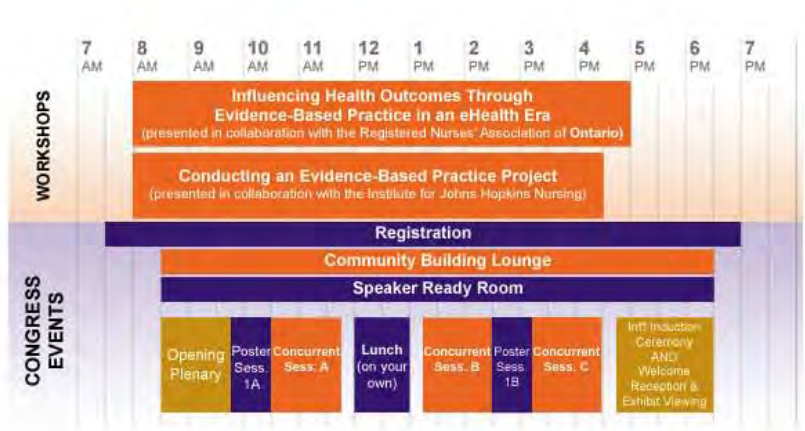 7 8 9 10 11 12 1 2 3 4 5 6 7
AM AM AM AM AM PM PM PM PM PM PM PM PM
WORKSHOPS
Influencing Health Outcomes Through
Evidence-Based Practice in an eHealth Era
(presented in collaboration with the Registered Nurses' Association of Ontario)
Conducting an Evidence-Based Practice Project
(presented in collaboration with the Institute for Johns Hopkins Nursing)
CONGRESS
EVENTS
Registration
Community Building Lounge
Speaker Ready Room
Opening
Plenary
Poster
Sess.
1A
Concurrent
Sess. A
Lunch
(on your
own)
Concurrent
Sess. B
Poster
Sess
1B
Concurrent
Sess. C
Int'l Induction
Ceremony
AND
Welcome
Reception &
Exhibit Viewing